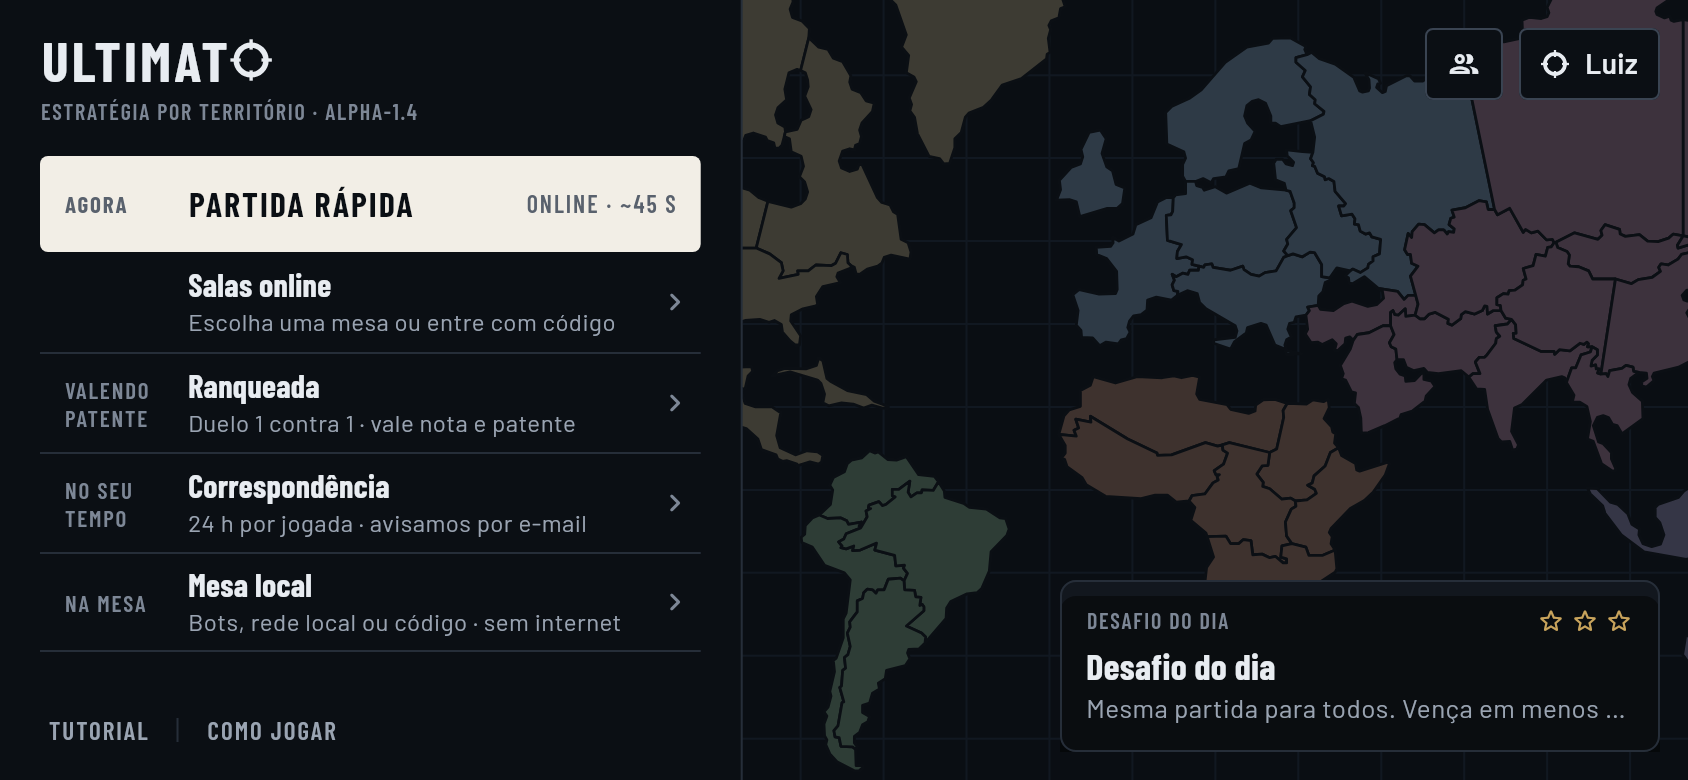 ULTIMATO
ESTRATÉGIA POR TERRITÓRIO · ALPHA-1.4
AGORA
PARTIDA RÁPIDA
ONLINE · ~45 S
Salas online
Escolha uma mesa ou entre com código
VALENDO
PATENTE
Ranqueada
Duelo 1 contra 1 · vale nota e patente
NO SEU
TEMPO
Correspondência
24 h por jogada · avisamos por e-mail
NA MESA
Mesa local
Bots, rede local ou código · sem internet
TUTORIAL
COMO JOGAR
Luiz
DESAFIO DO DIA
Desafio do dia
Mesma partida para todos. Vença em menos ...